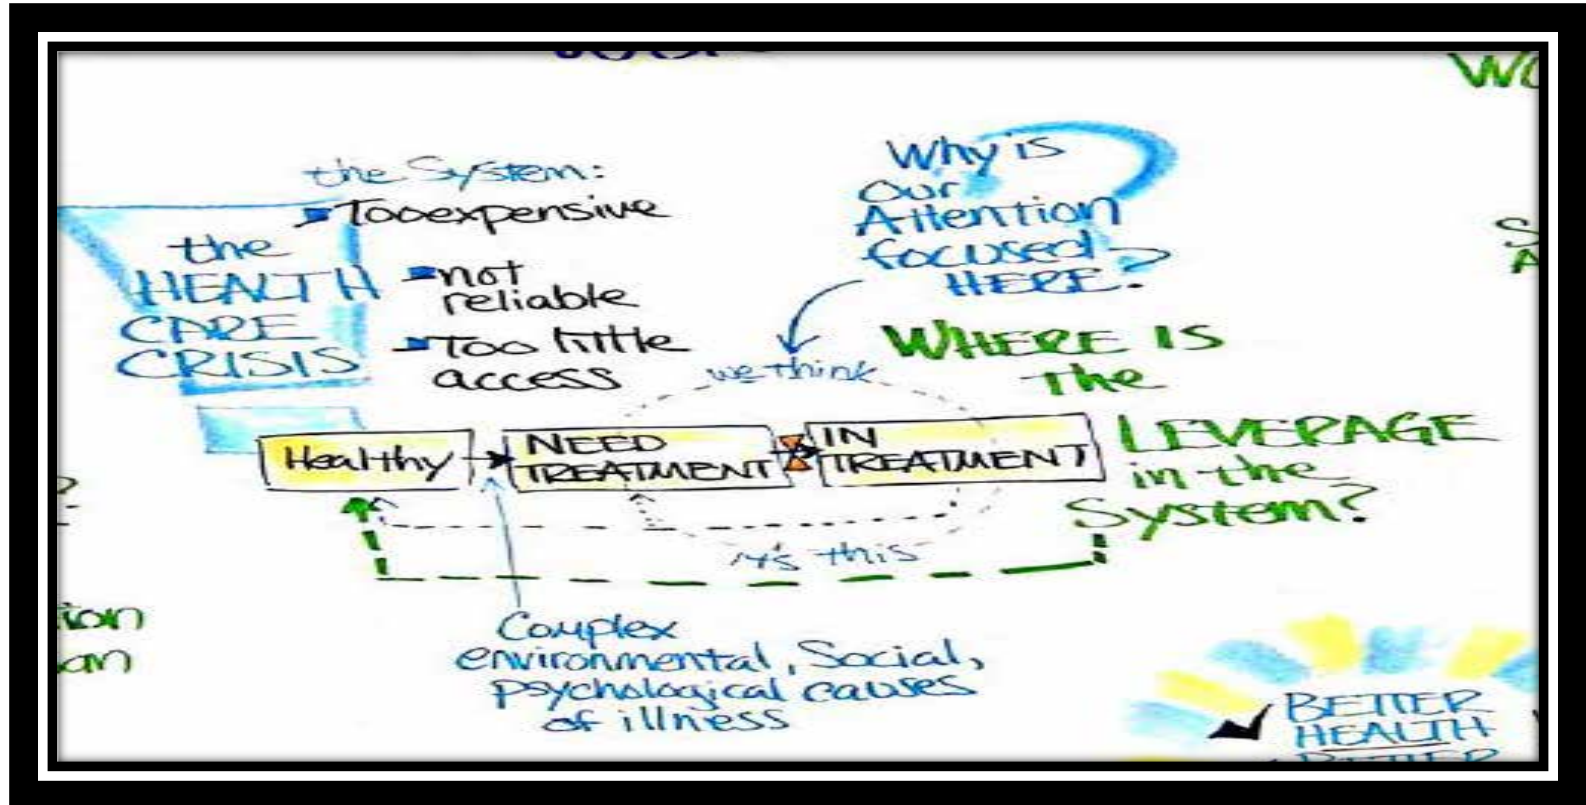 the System:
Too expensive
not
reliable
Too little
access
the
HEALTH
CARE
CRISIS
Why is
Our
Attention
focused
HERE?
we think
WHERE IS
the
LEVERAGE
in the
System?
Healthy
NEED
TREATMENT
IN
TREATMENT
it's this
Complex
environmental, Social,
psychological causes
of illness
BETTER
HEALTH
BETTER